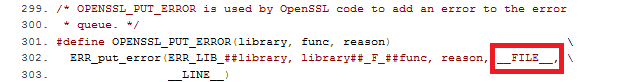 299. /* OPENSSL_PUT_ERROR is used by OpenSSL code to add an error to the error
300.  * queue. */
301. #define OPENSSL_PUT_ERROR(library, func, reason) \
302.   ERR_put_error(ERR_LIB_##library, library##_F_##func, reason, __FILE__, \
303.                 __LINE__)